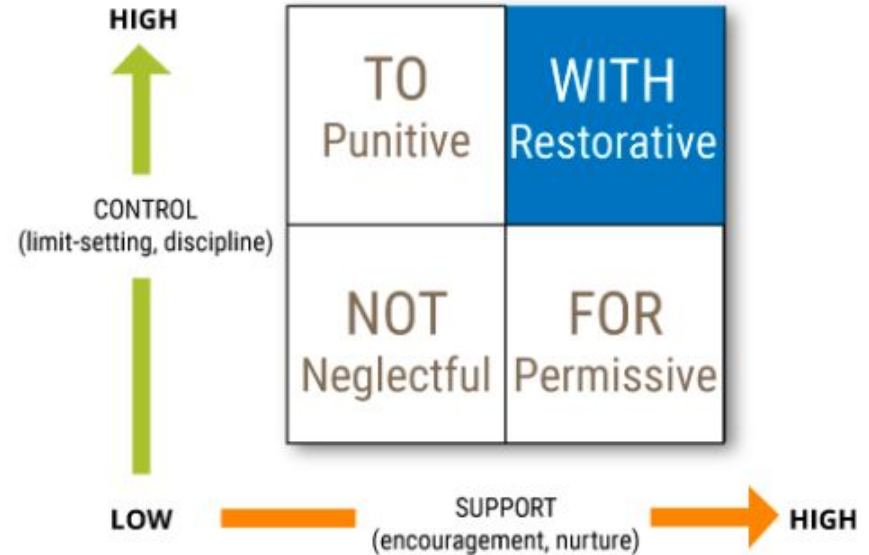 HIGH
TO
Punitive
WITH
Restorative
CONTROL
(limit-setting, discipline)
NOT
Neglectful
FOR
Permissive
LOW
SUPPORT
(encouragement, nurture)
HIGH